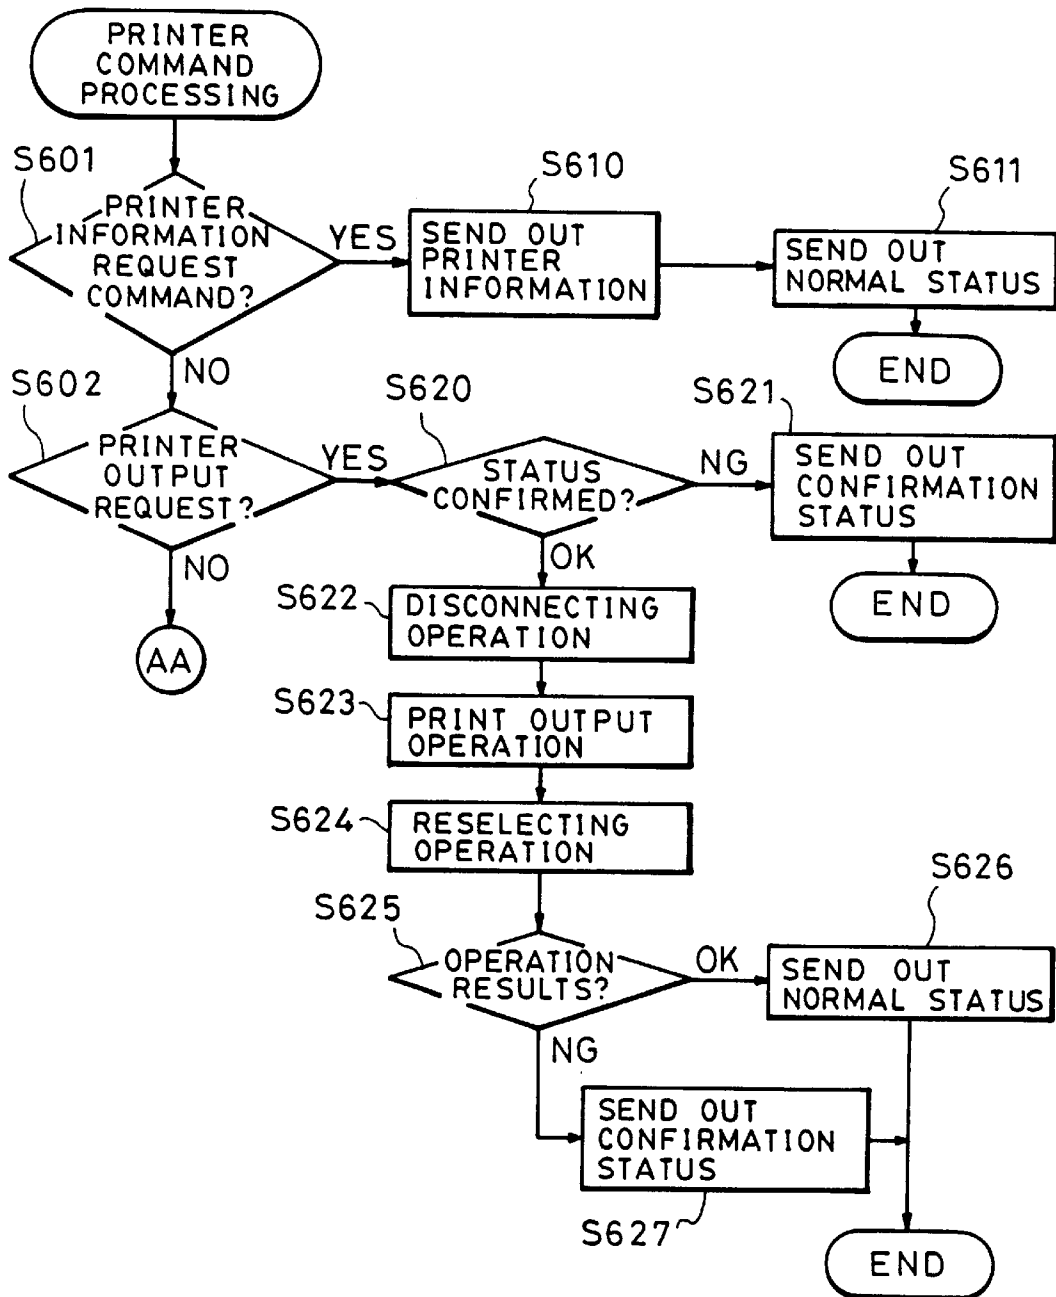 PRINTER
COMMAND
PROCESSING
S601
PRINTER
INFORMATION
REQUEST
COMMAND?
YES
S610
SEND OUT
PRINTER
INFORMATION
S611
SEND OUT
NORMAL STATUS
END
NO
S602
PRINTER
OUTPUT
REQUEST?
YES
S620
STATUS
CONFIRMED?
NG
S621
SEND OUT
CONFIRMATION
STATUS
END
NO
AA
OK
S622
DISCONNECTING
OPERATION
S623
PRINT OUTPUT
OPERATION
S624
RESELECTING
OPERATION
S625
OPERATION
RESULTS?
OK
S626
SEND OUT
NORMAL STATUS
NG
SEND OUT
CONFIRMATION
STATUS
S627
END